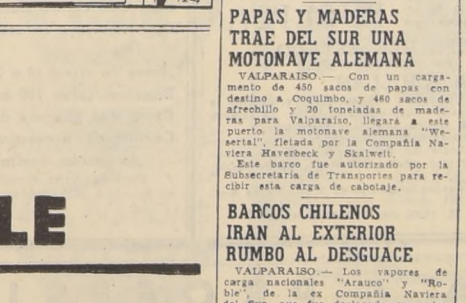 PAPAS Y MADERAS
TRAE DEL SUR UNA
MOTONAVE ALEMANA
VALPARAISO.— Con un carga-
mento de 450 sacos de papas con
destino a Coquimbo, y 460 sacos de
afrechillo y 20 toneladas de made-
ras para Valparaíso, llegará a este
puerto la motonave alemana "We-
sertal", fletada por la Compañía Na-
viera Haverbeck y Skalweit.
Este barco fue autorizado por la
Subsecretaría de Transportes para re-
cibir esta carga de cabotaje.
BARCOS CHILENOS
IRAN AL EXTERIOR
RUMBO AL DESGUACE
VALPARAISO.— Los vapores de
carga nacionales "Arauco" y "Ro-
ble", de la ex Compañía Naviera
LE